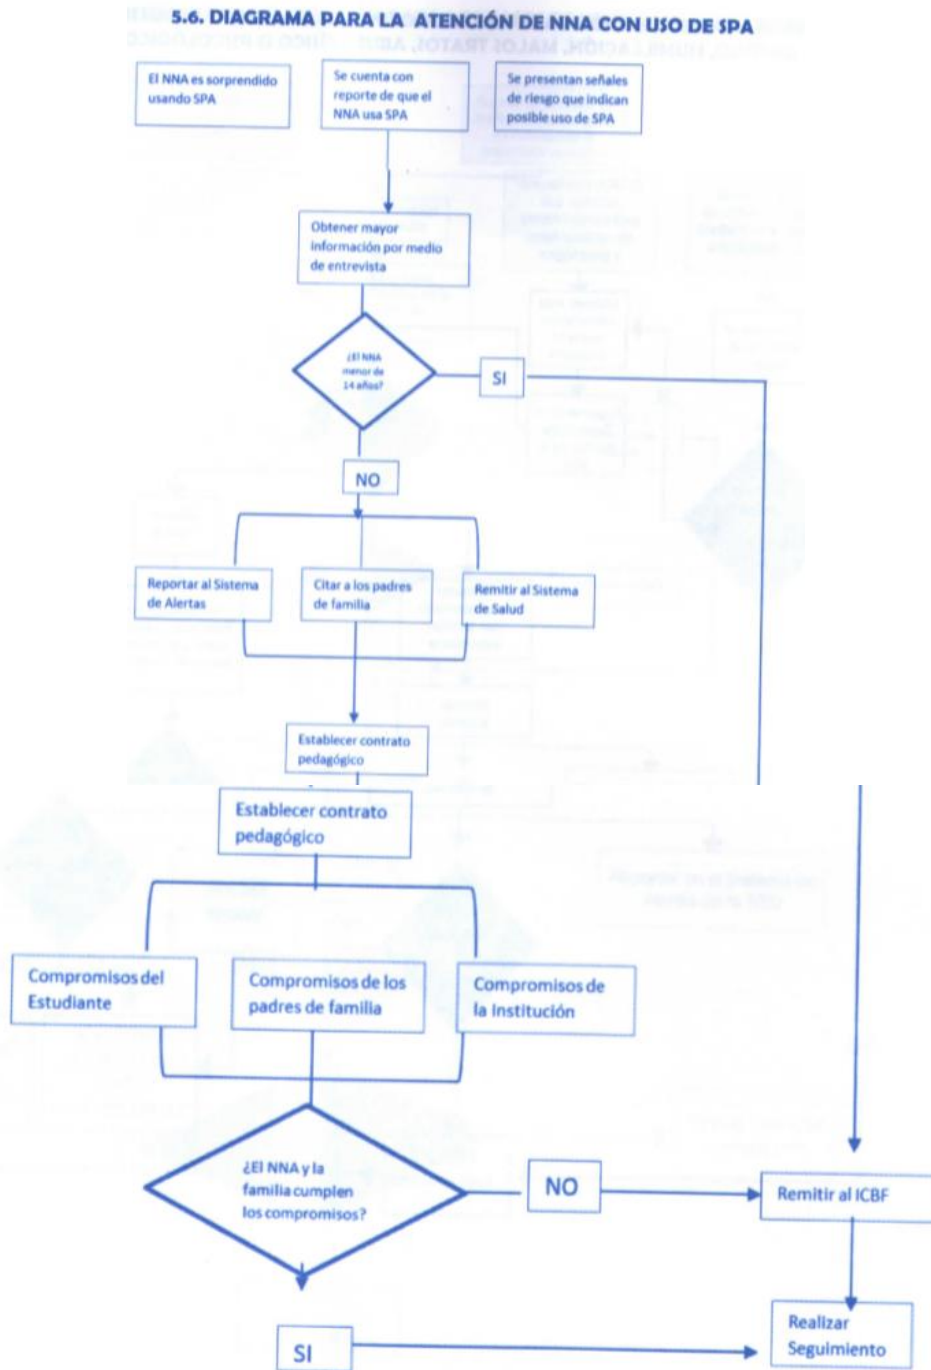 5.6. DIAGRAMA PARA LA ATENCIÓN DE NNA CON USO DE SPA
El NNA es sorprendido
usando SPA
Se cuenta con
reporte de que el
NNA usa SPA
Se presentan señales
de riesgo que indican
posible uso de SPA
Obtener mayor
información por medio
de entrevista
¿El NNA
menor de
14 años?
SI
NO
Reportar al Sistema
de Alertas
Citar a los padres
de familia
Remitir al Sistema
de Salud
Establecer contrato
pedagógico
Establecer contrato
pedagógico
Compromisos del
Estudiante
Compromisos de los
padres de familia
Compromisos de
la Institución
¿El NNA y la
familia cumplen
los compromisos?
NO
Remitir al ICBF
SI
Realizar
Seguimiento